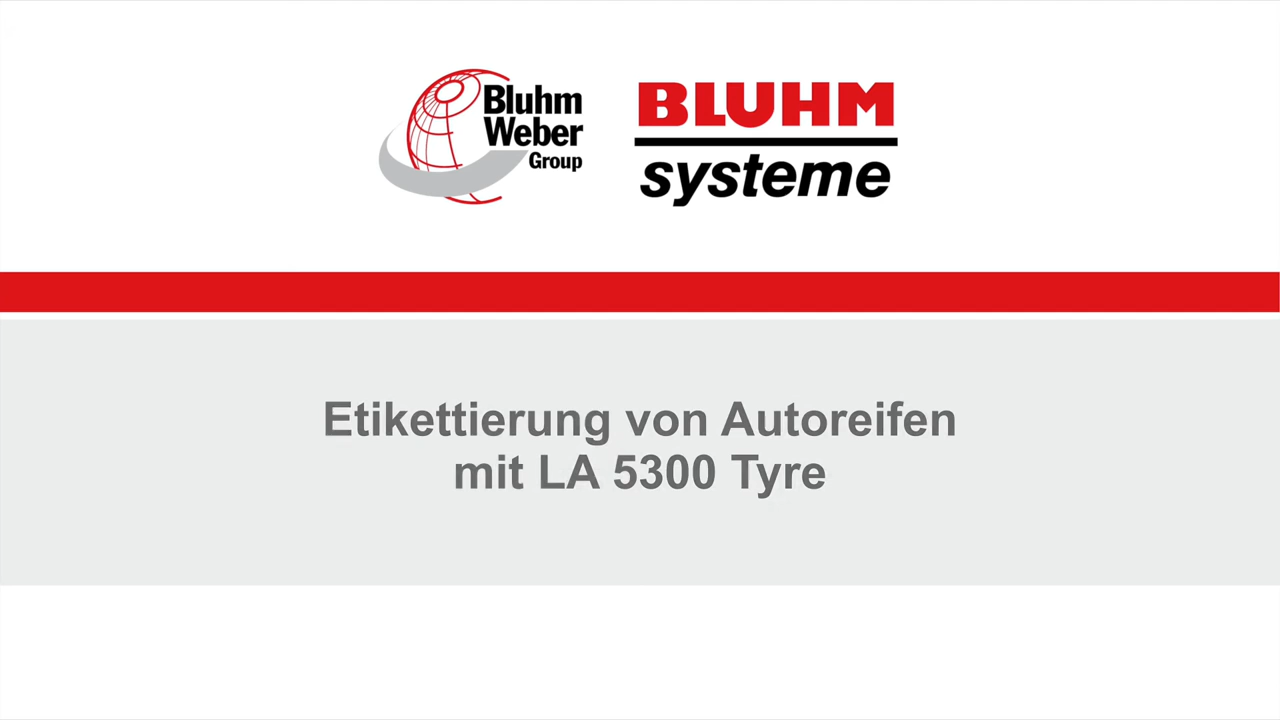 Bluhm
Weber
Group
BLUHM
systeme
Etikettierung von Autoreifen
mit LA 5300 Tyre